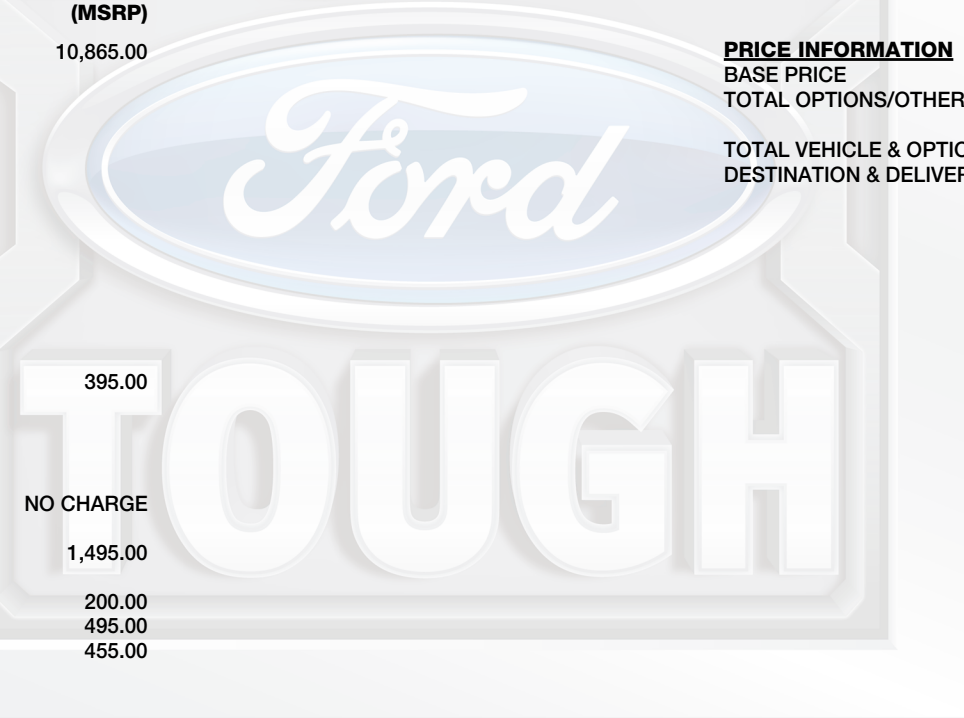 (MSRP)
10,865.00
395.00
NO CHARGE
1,495.00
200.00
495.00
455.00
PRICE INFORMATION
BASE PRICE
TOTAL OPTIONS/OTHER
TOTAL VEHICLE & OPTIO
DESTINATION & DELIVER
Ford
TOUGH